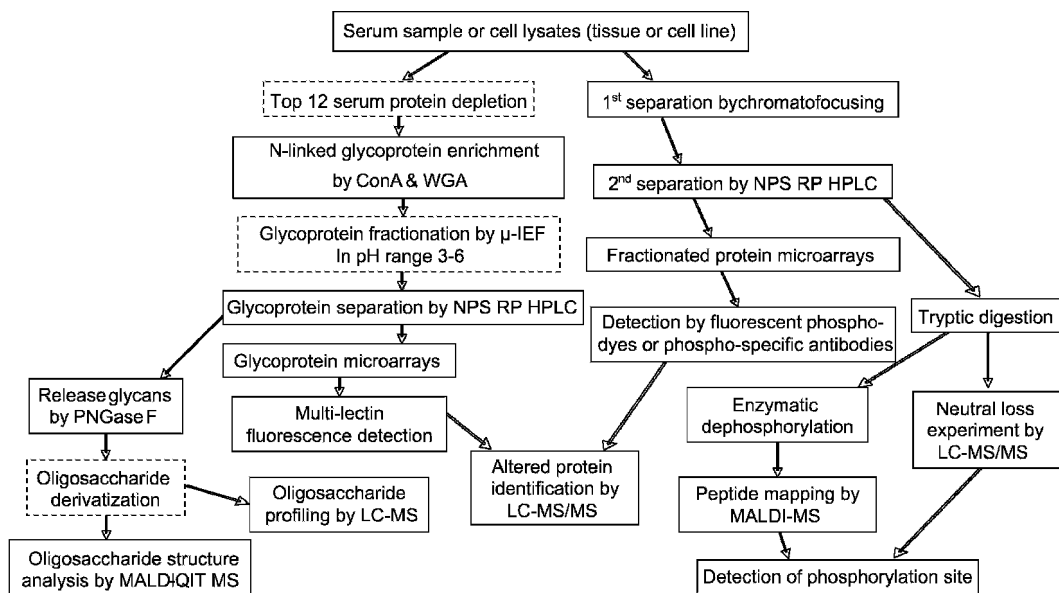 Serum sample or cell lysates (tissue or cell line)
Top 12 serum protein depletion
1st separation bychromatofocusing
N-linked glycoprotein enrichment
by ConA & WGA
2nd separation by NPS RP HPLC
Glycoprotein fractionation by μ-IEF
In pH range 3-6
Fractionated protein microarrays
Glycoprotein separation by NPS RP HPLC
Detection by fluorescent phospho-
dyes or phospho-specific antibodies
Tryptic digestion
Glycoprotein microarrays
Release glycans
by PNGase F
Multi-lectin
fluorescence detection
Enzymatic
dephosphorylation
Neutral loss
experiment by
LC-MS/MS
Oligosaccharide
derivatization
Oligosaccharide
profiling by LC-MS
Altered protein
identification by
LC-MS/MS
Peptide mapping by
MALDI-MS
Oligosaccharide structure
analysis by MALDI-QIT MS
Detection of phosphorylation site